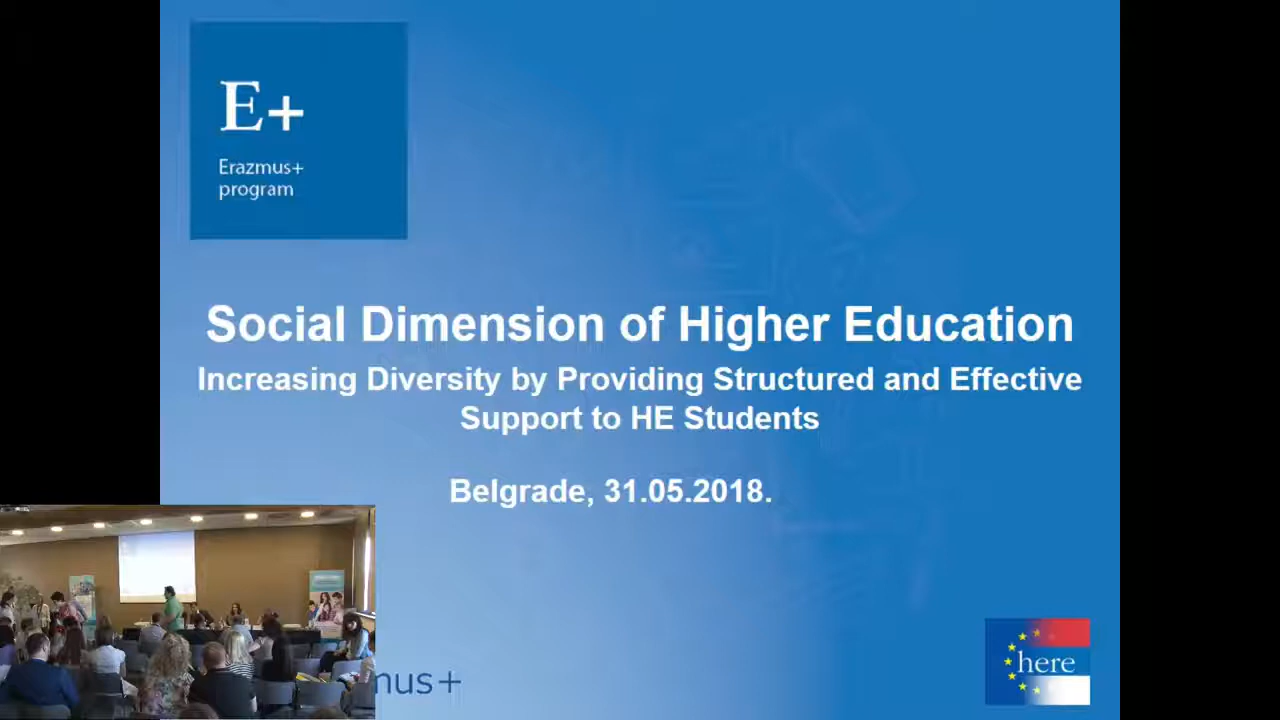 E+
Erazmus+
program
Social Dimension of Higher Education
Increasing Diversity by Providing Structured and Effective
Support to HE Students
Belgrade, 31.05.2018.
mus+
here